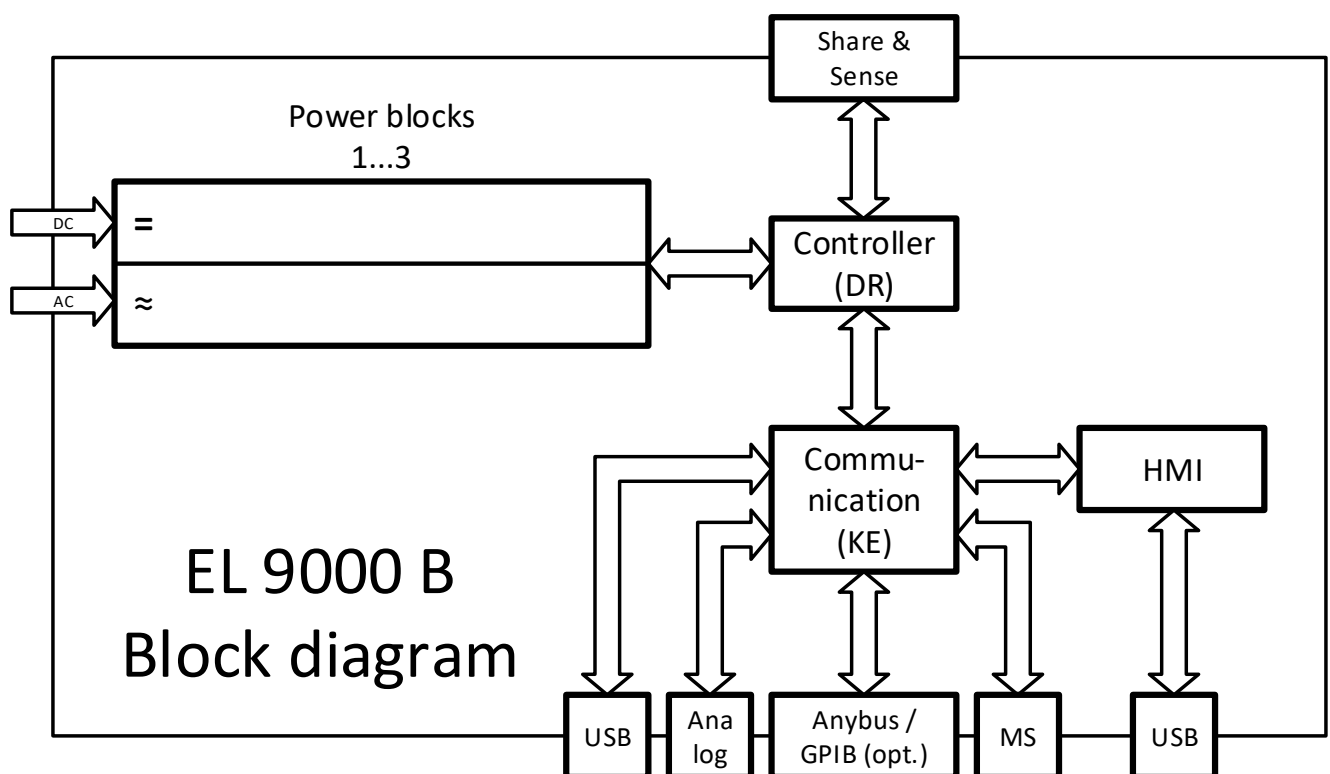 Share &
Sense
Power blocks
1...3
DC
=
AC
≈
Controller
(DR)
Commu-
nication
(KE)
HMI
EL 9000 B
Block diagram
USB
Ana
log
Anybus /
GPIB (opt.)
MS
USB